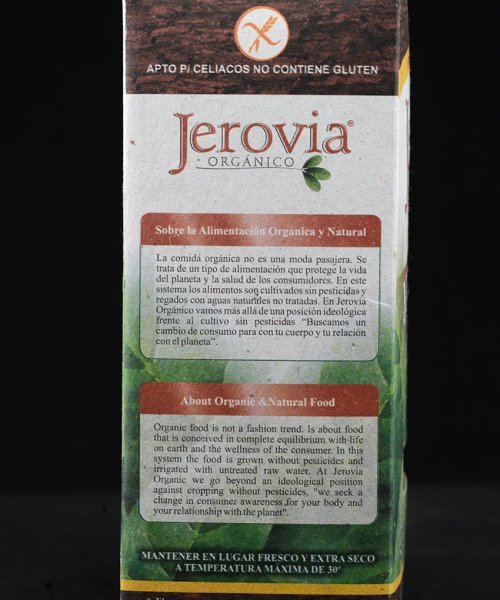 APTO P/ CELIACOS NO CONTIENE GLUTEN
Jerovia®
ORGÁNICO
Sobre la Alimentación Orgánica y Natural
La comida orgánica no es una moda pasajera. Se
trata de un tipo de alimentación que protege la vida
del planeta y la salud de los consumidores. En este
sistema los alimentos son cultivados sin pesticidas y
regados con aguas naturales no tratadas. En Jerovia
Orgánico vamos más allá de una posición ideológica
frente al cultivo sin pesticidas “Buscamos un
cambio de consumo para con tu cuerpo y tu relación
con el planeta”.
About Organic &Natural Food
Organic food is not a fashion trend. Is about food
that is conceived in complete equilibrium with life
on earth and the wellness of the consumer. In this
system the food is grown without pesticides and
irrigated with untreated raw water. At Jerovia
Organic we go beyond an ideological position
against cropping without pesticides, "we seek a
change in consumer awareness for your body and
your relationship with the planet".
MANTENER EN LUGAR FRESCO Y EXTRA SECO
A TEMPERATURA MÁXIMA DE 30º